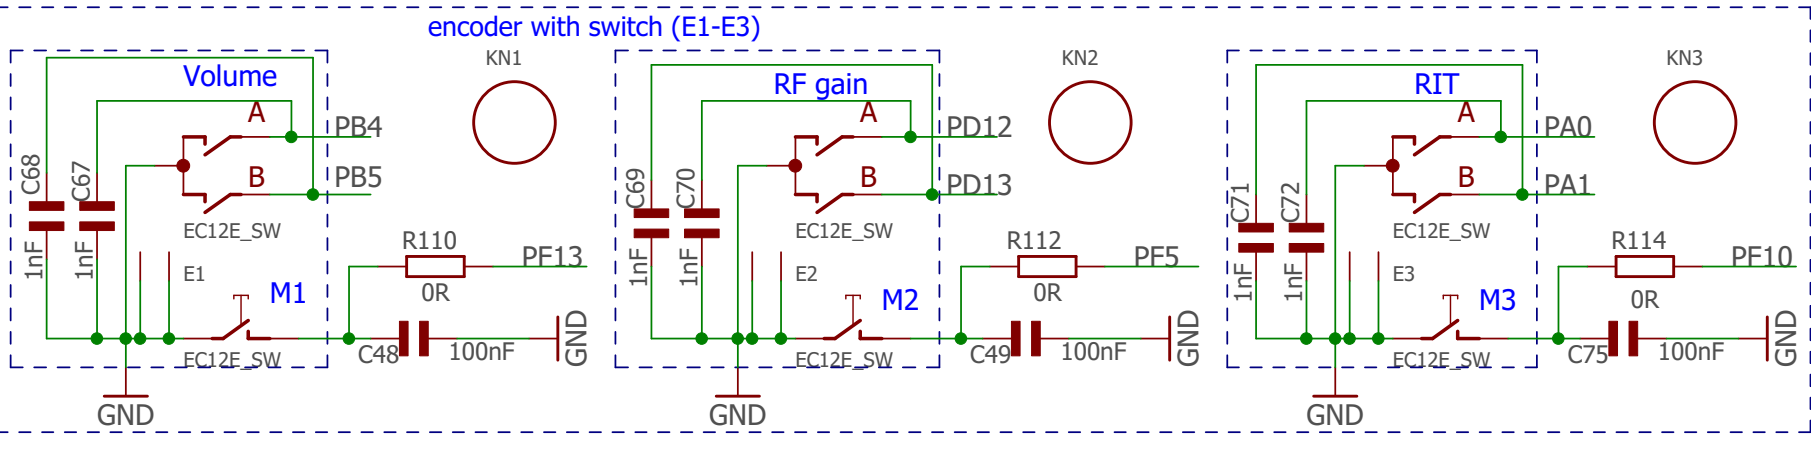 encoder with switch (E1-E3)
Volume
KN1
A
PB4
C68
C67
B
PB5
EC12E_SW
1nF
1nF
E1
R110
PF13
0R
M1
C48
100nF
GND
EC12E_SW
GND
RF gain
KN2
A
PD12
C69
C70
B
PD13
EC12E_SW
1nF
1nF
E2
R112
PF5
0R
M2
C49
100nF
GND
EC12E_SW
GND
RIT
KN3
A
PA0
C71
C72
B
PA1
EC12E_SW
1nF
1nF
E3
R114
PF10
0R
M3
C75
100nF
GND
EC12E_SW
GND